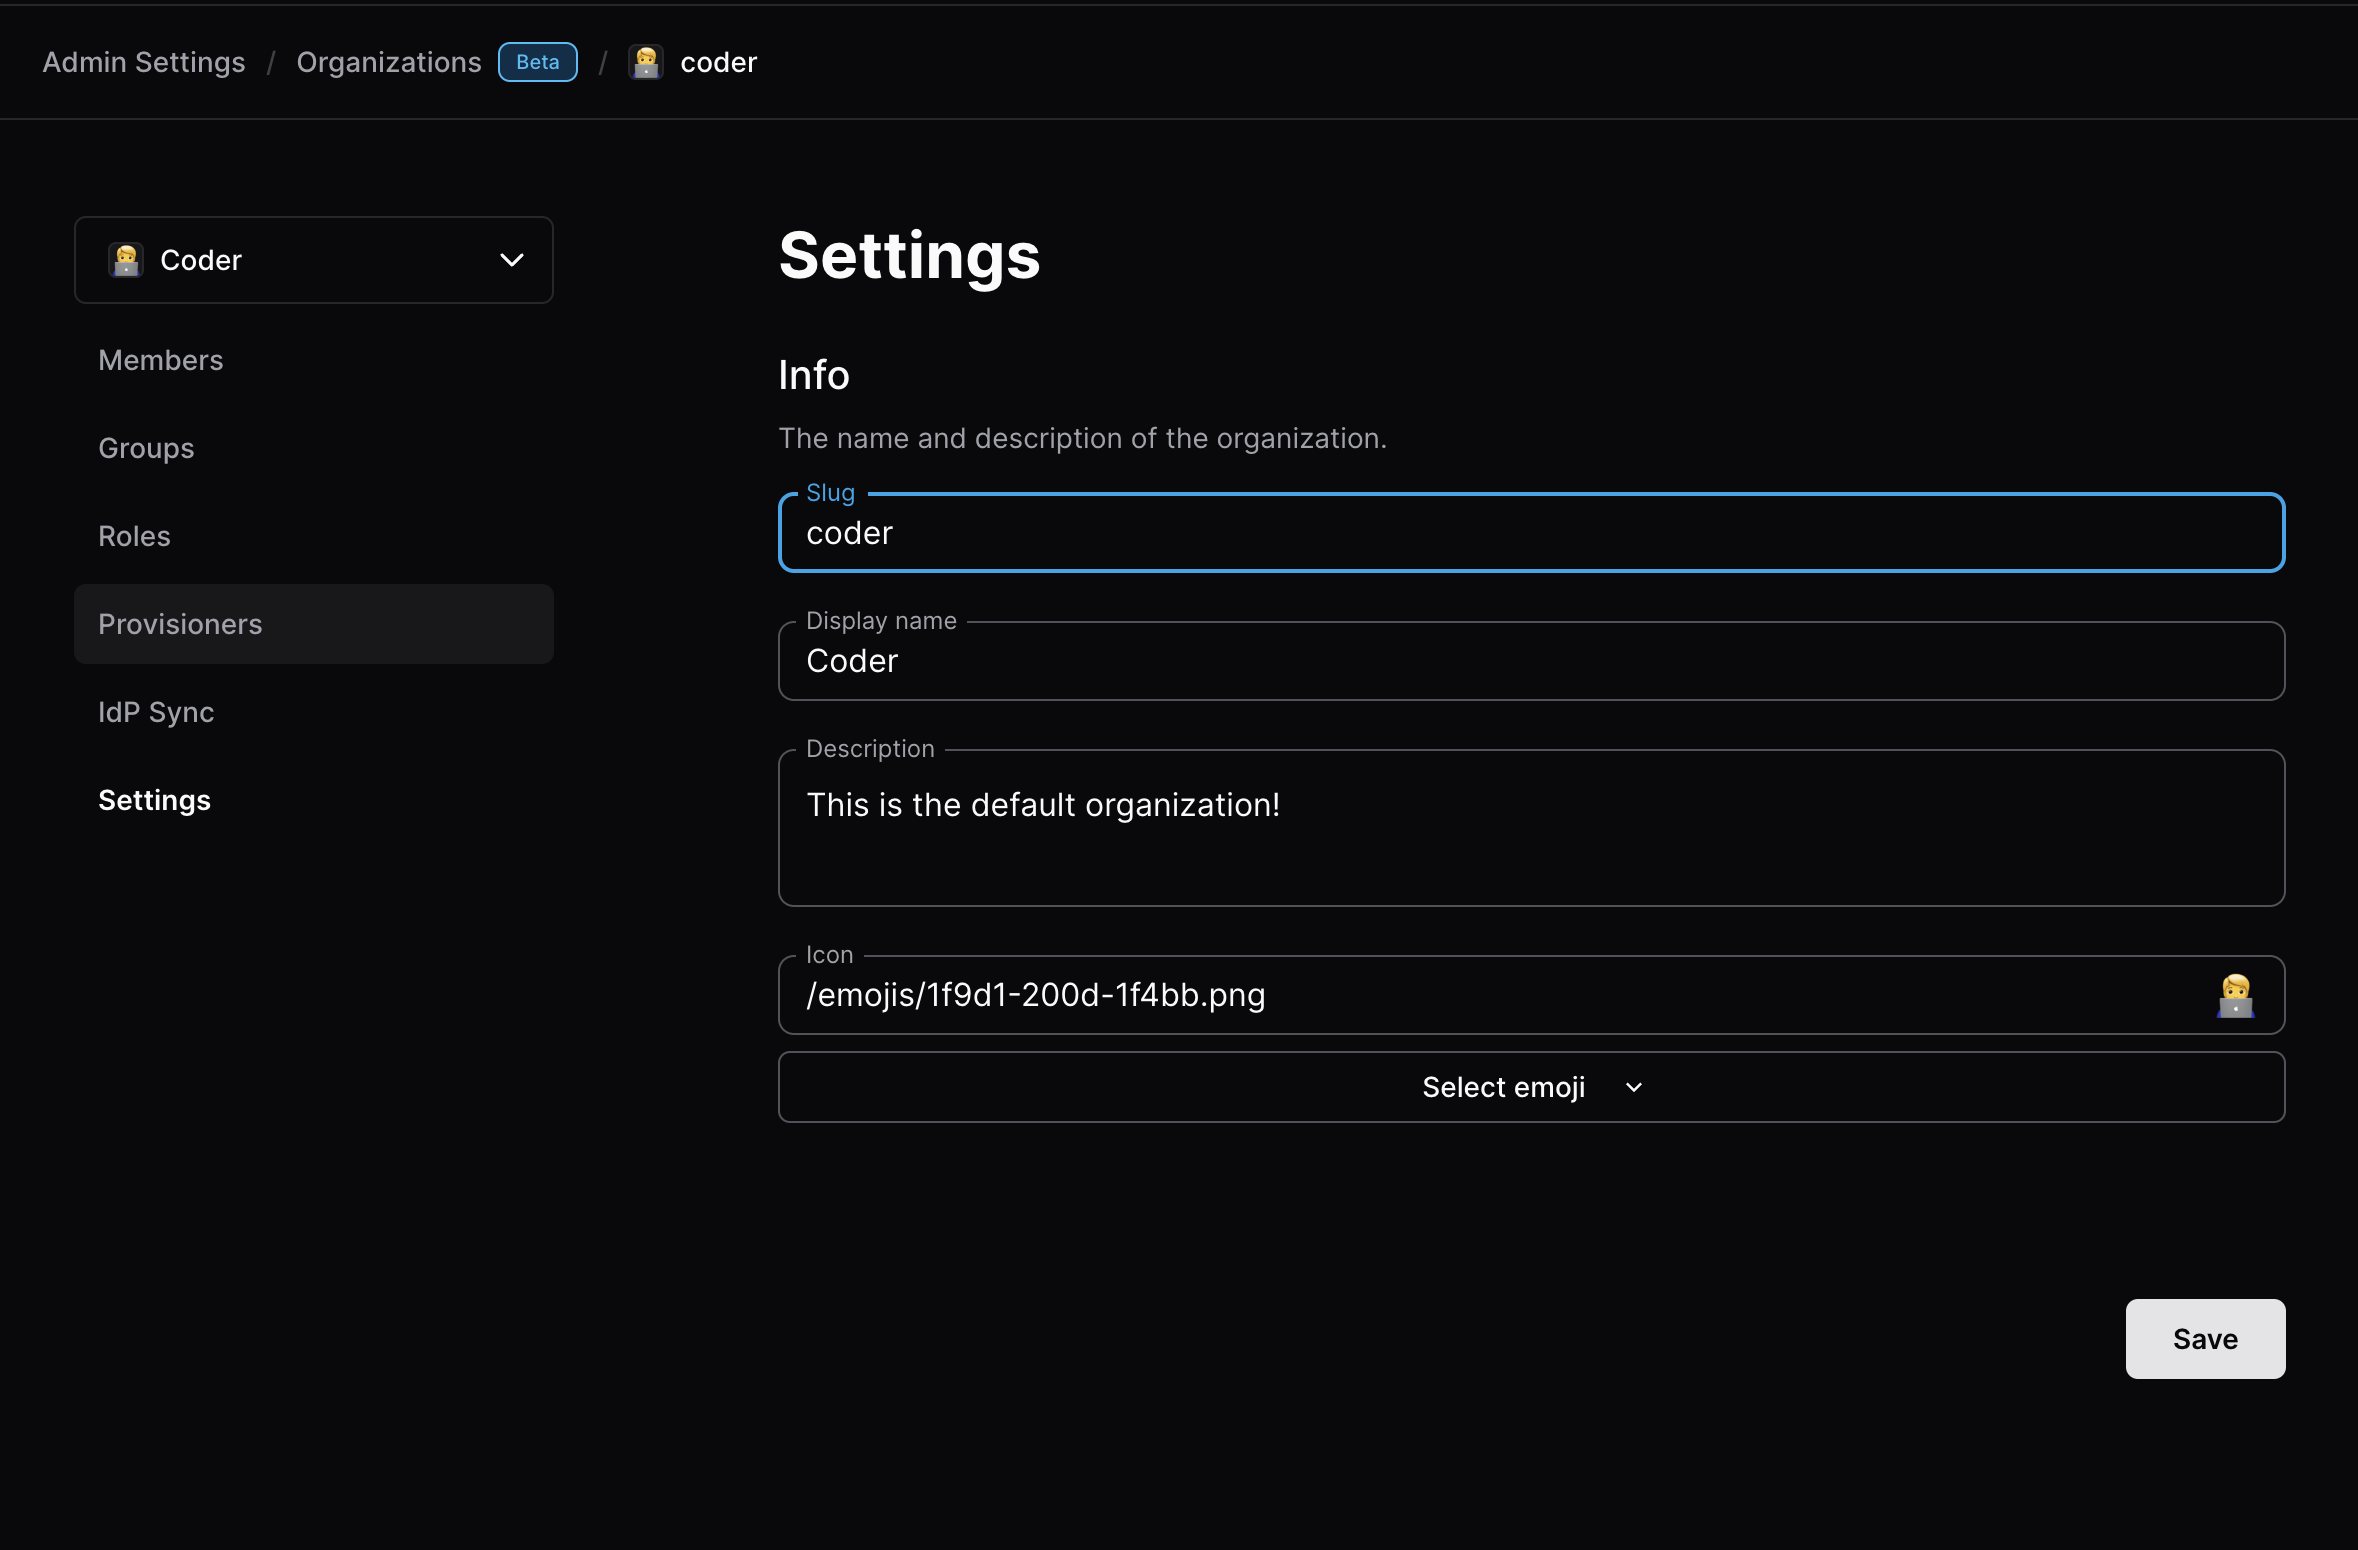 Admin Settings / Organizations Beta / coder
Coder
Members
Groups
Roles
Provisioners
IdP Sync
Settings
Settings
Info
The name and description of the organization.
Slug
coder
Display name
Coder
Description
This is the default organization!
Icon
/emojis/1f9d1-200d-1f4bb.png
Select emoji
Save